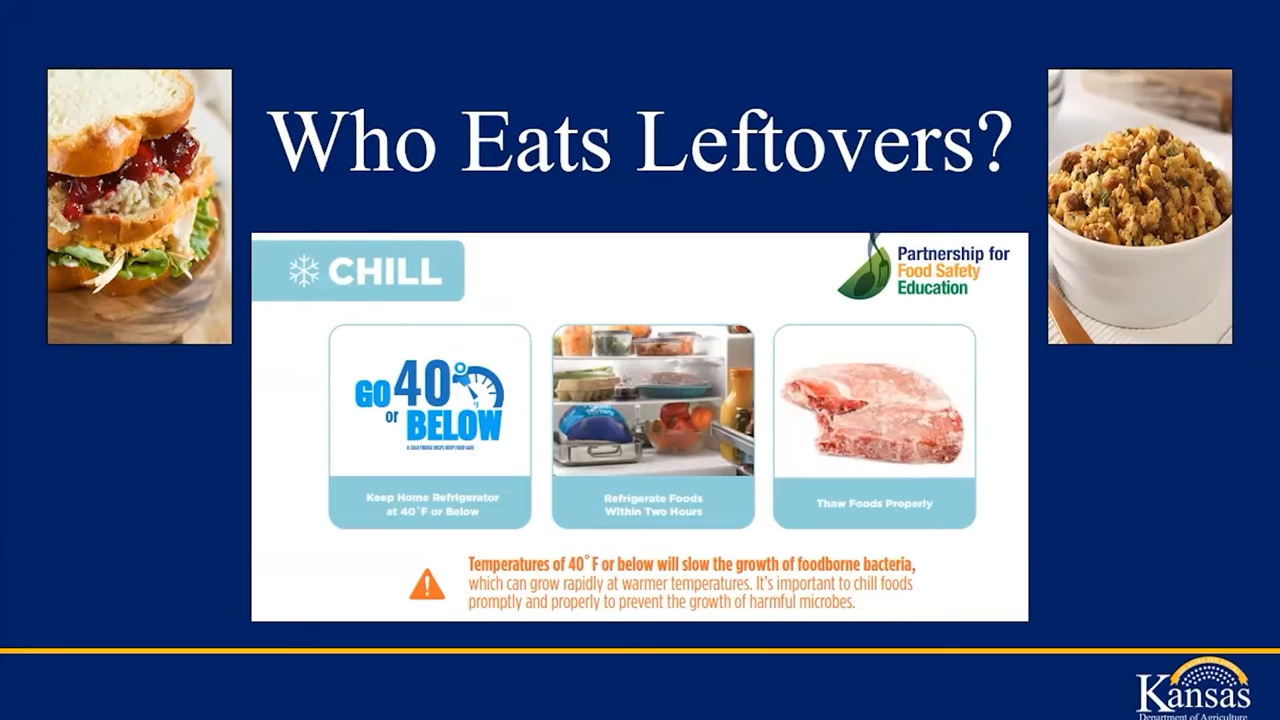 Who Eats Leftovers?
CHILL
Partnership for
Food Safety
Education
GO 40°
or BELOW
A COLD FRIDGE HELPS KEEP FOOD SAFE
Keep Home Refrigerator
at 40°F or Below
Refrigerate Foods
Within Two Hours
Thaw Foods Properly
Temperatures of 40° F or below will slow the growth of foodborne bacteria,
which can grow rapidly at warmer temperatures. It's important to chill foods
promptly and properly to prevent the growth of harmful microbes.
Kansas
Department of Agriculture